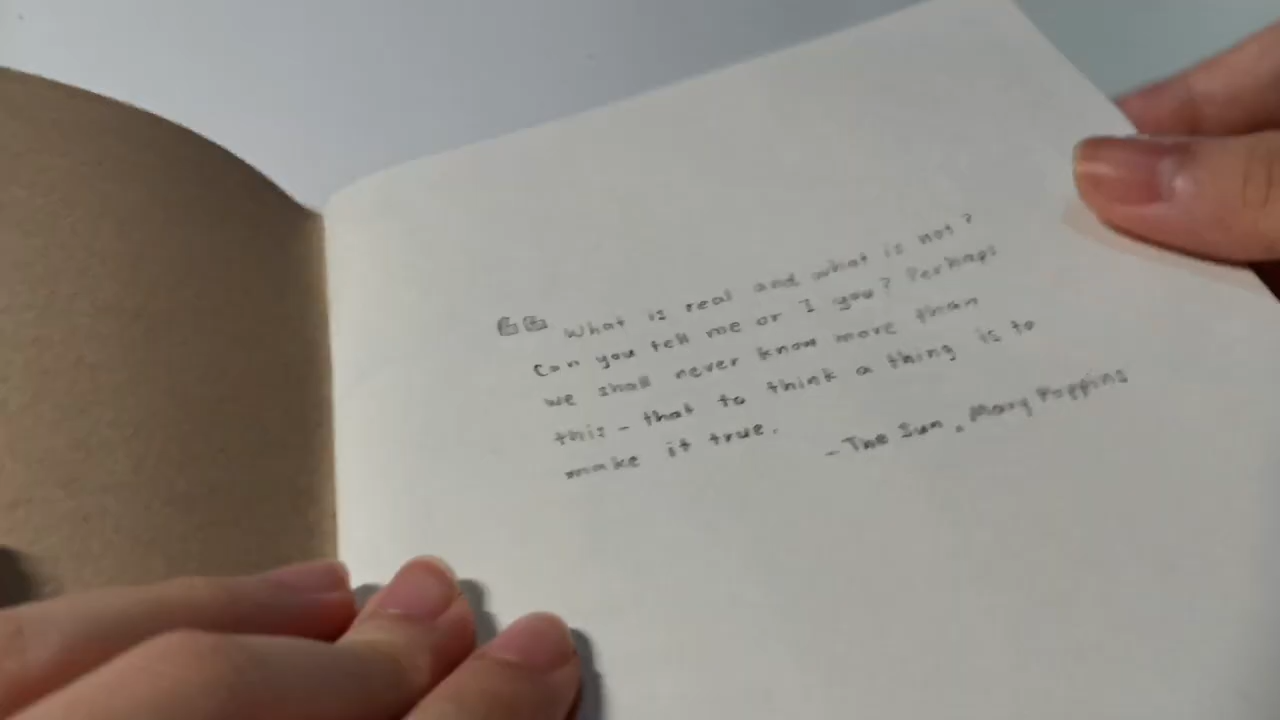 “ What is real and what is not?
Can you tell me or I you? Perhaps
we shall never know more than
this - that to think a thing is to
make it true.
- The Sun, Mary Poppins